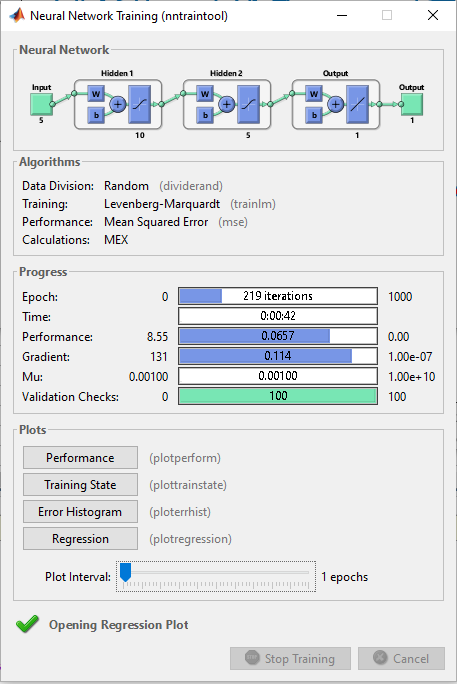 Neural Network Training (nntraintool)
Neural Network
Hidden 1 Hidden 2 Output
Input Output
W W W
b b b
5 10 5 1 1
Algorithms
Data Division: Random (dividerand)
Training: Levenberg-Marquardt (trainlm)
Performance: Mean Squared Error (mse)
Calculations: MEX
Progress
Epoch: 0 219 iterations 1000
Time: 0:00:42
Performance: 8.55 0.0657 0.00
Gradient: 131 0.114 1.00e-07
Mu: 0.00100 0.00100 1.00e+10
Validation Checks: 0 100 100
Plots
Performance (plotperform)
Training State (plottrainstate)
Error Histogram (ploterrhist)
Regression (plotregression)
Plot Interval: 1 epochs
Opening Regression Plot
Stop Training Cancel